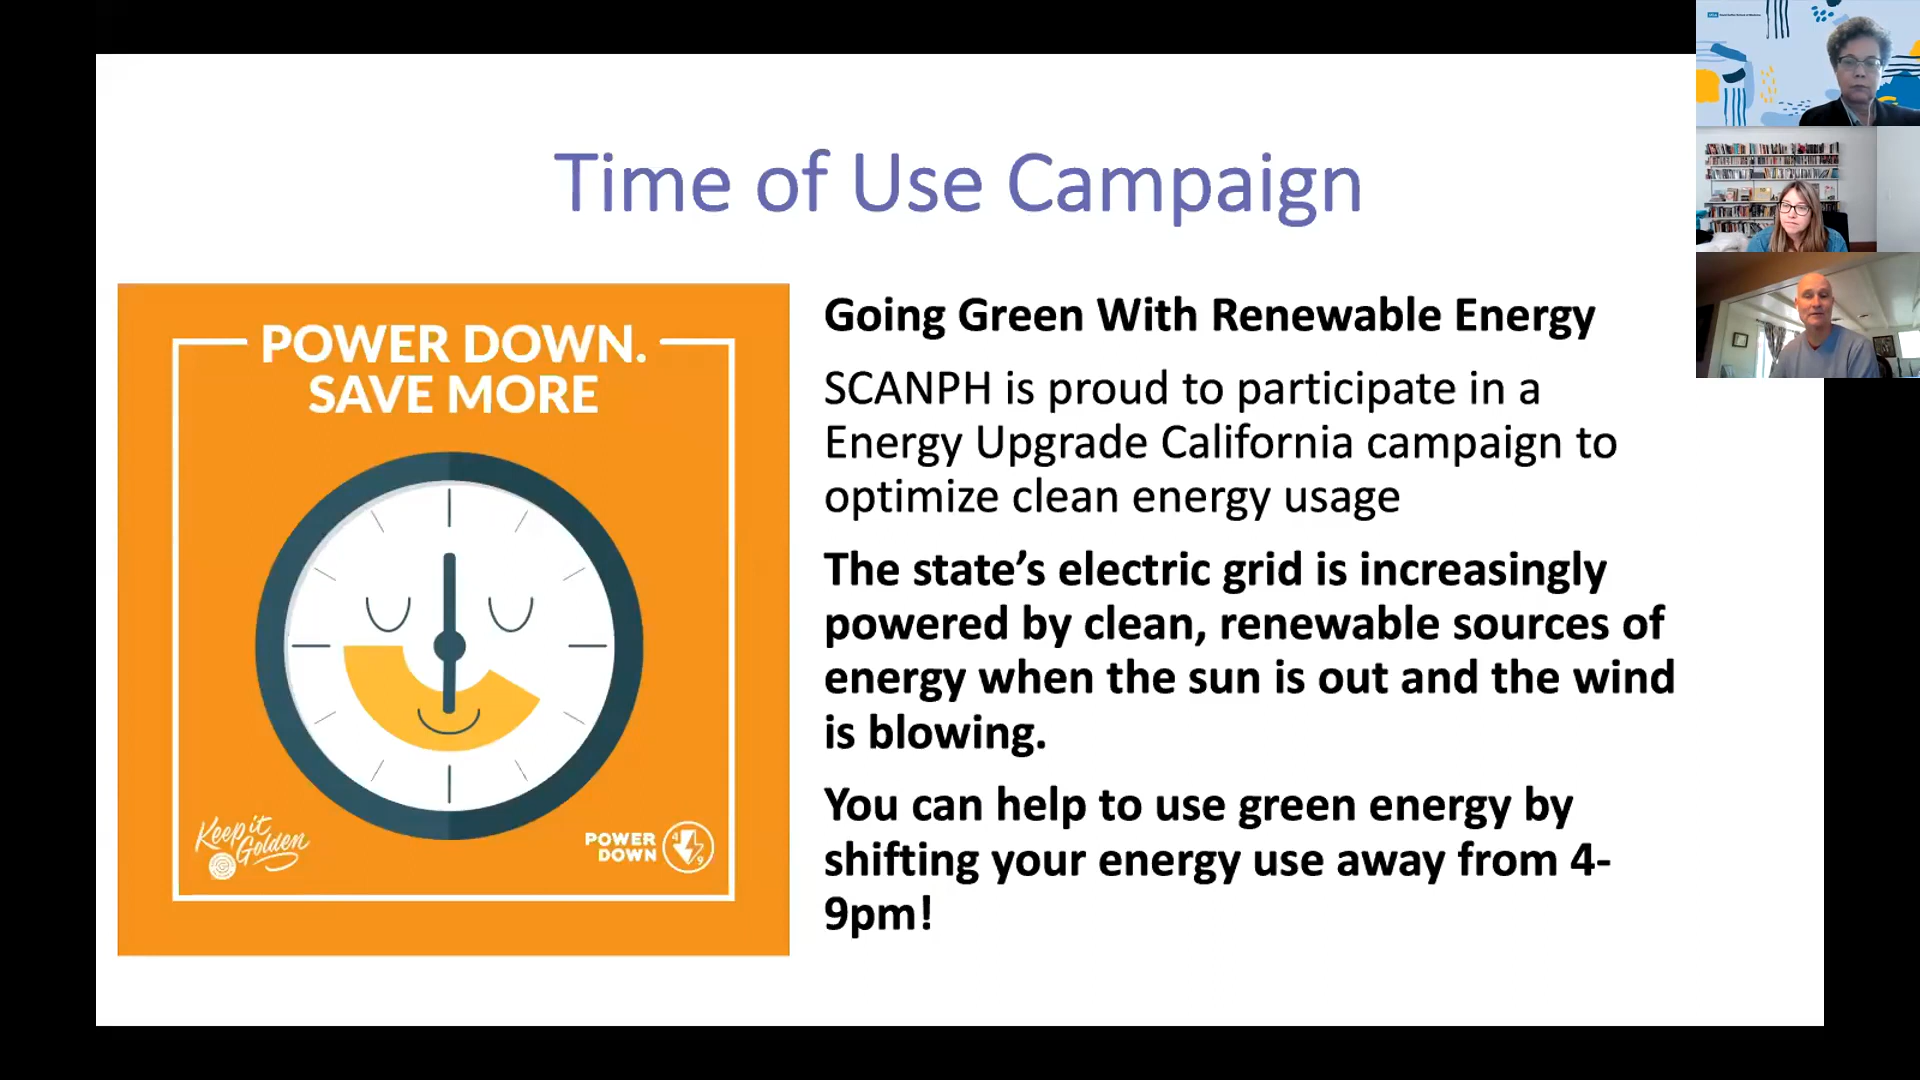 Time of Use Campaign
POWER DOWN.
SAVE MORE
Keep it
Golden
POWER
DOWN
4
9
Going Green With Renewable Energy
SCANPH is proud to participate in a
Energy Upgrade California campaign to
optimize clean energy usage
The state’s electric grid is increasingly
powered by clean, renewable sources of
energy when the sun is out and the wind
is blowing.
You can help to use green energy by
shifting your energy use away from 4-
9pm!